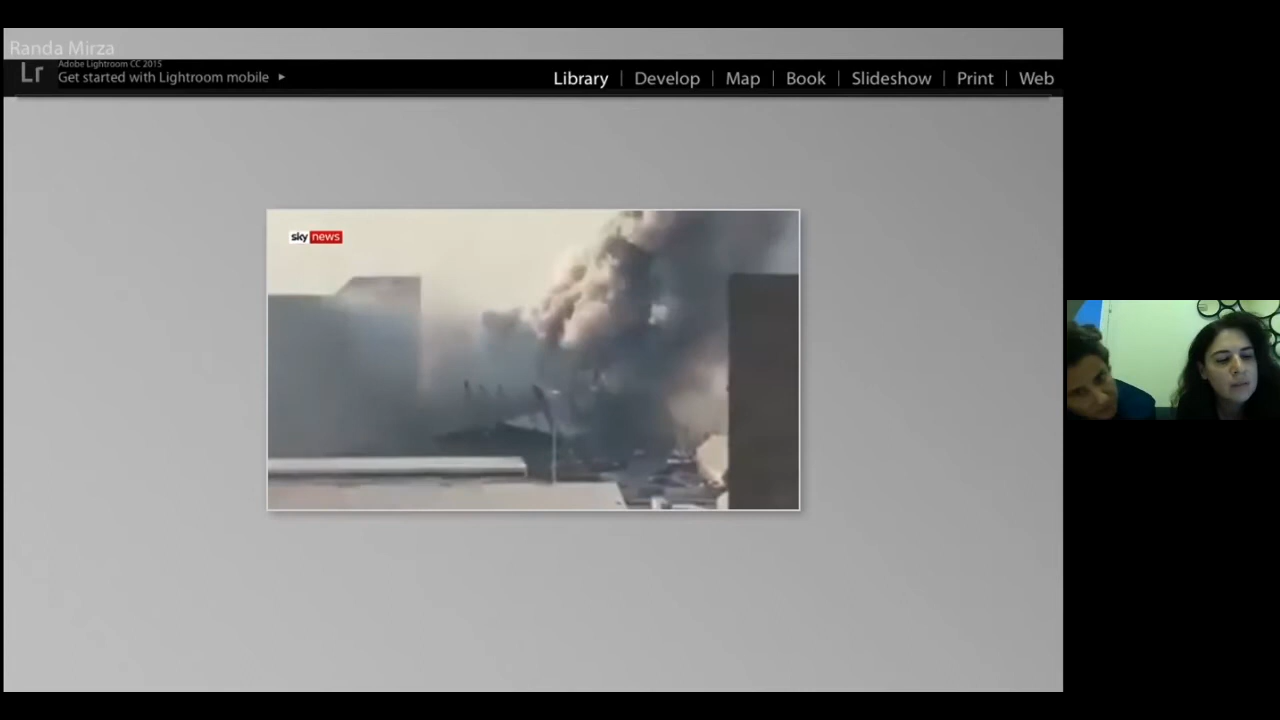 Randa Mirza
Lr
Adobe Lightroom CC 2015
Get started with Lightroom mobile ▸
Library | Develop | Map | Book | Slideshow | Print | Web
sky news